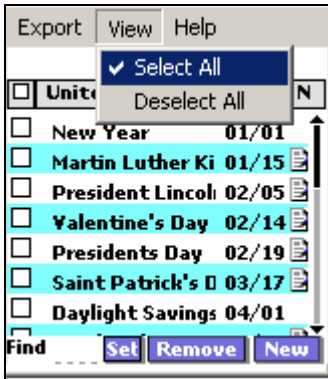 Export View Help
Select All
Deselect All
Unite N
New Year 01/01
Martin Luther Ki 01/15
President Lincol 02/05
Valentine's Day 02/14
Presidents Day 02/19
Saint Patrick's D 03/17
Daylight Savings 04/01
Find Set Remove New